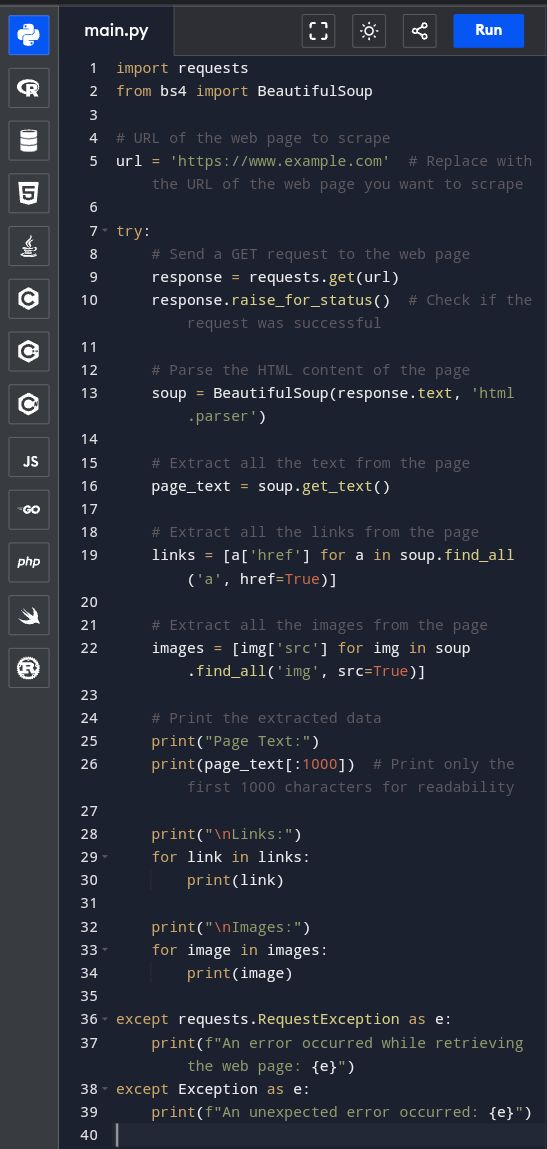 main.py
Run
R
5
C
C
C
JS
GO
php
R
1 import requests
2 from bs4 import BeautifulSoup
3
4 # URL of the web page to scrape
5 url = 'https://www.example.com'  # Replace with
the URL of the web page you want to scrape
6
7 try:
8     # Send a GET request to the web page
9     response = requests.get(url)
10     response.raise_for_status()  # Check if the
request was successful
11
12     # Parse the HTML content of the page
13     soup = BeautifulSoup(response.text, 'html
.parser')
14
15     # Extract all the text from the page
16     page_text = soup.get_text()
17
18     # Extract all the links from the page
19     links = [a['href'] for a in soup.find_all
('a', href=True)]
20
21     # Extract all the images from the page
22     images = [img['src'] for img in soup
.find_all('img', src=True)]
23
24     # Print the extracted data
25     print("Page Text:")
26     print(page_text[:1000])  # Print only the
first 1000 characters for readability
27
28     print("\nLinks:")
29     for link in links:
30         print(link)
31
32     print("\nImages:")
33     for image in images:
34         print(image)
35
36 except requests.RequestException as e:
37     print(f"An error occurred while retrieving
the web page: {e}")
38 except Exception as e:
39     print(f"An unexpected error occurred: {e}")
40